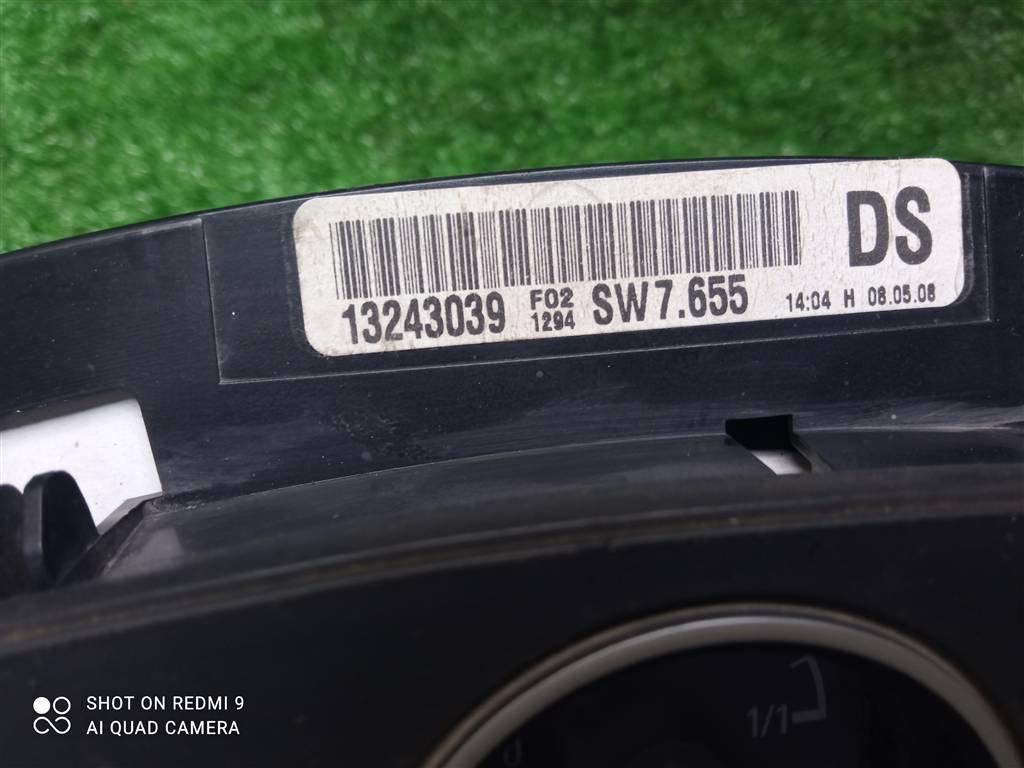 DS
13243039 F02 1294 SW7.655 14:04 H 08.05.08
1/1
SHOT ON REDMI 9
AI QUAD CAMERA